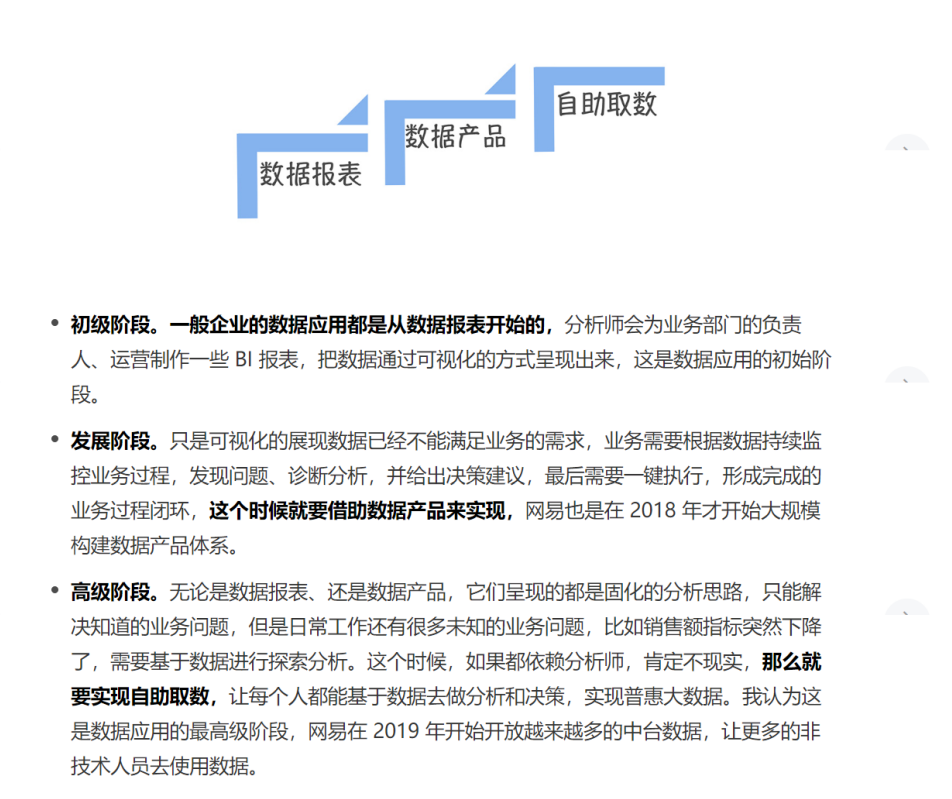 自助取数
数据产品
数据报表
• 初级阶段。一般企业的数据应用都是从数据报表开始的，分析师会为业务部门的负责
人、运营制作一些 BI 报表，把数据通过可视化的方式呈现出来，这是数据应用的初始阶
段。
• 发展阶段。只是可视化的展现数据已经不能满足业务的需求，业务需要根据数据持续监
控业务过程，发现问题、诊断分析，并给出决策建议，最后需要一键执行，形成完成的
业务过程闭环，这个时候就要借助数据产品来实现，网易也是在 2018 年才开始大规模
构建数据产品体系。
• 高级阶段。无论是数据报表、还是数据产品，它们呈现的都是固化的分析思路，只能解
决知道的业务问题，但是日常工作还有很多未知的业务问题，比如销售额指标突然下降
了，需要基于数据进行探索分析。这个时候，如果都依赖分析师，肯定不现实，那么就
要实现自助取数，让每个人都能基于数据去做分析和决策，实现普惠大数据。我认为这
是数据应用的最高级阶段，网易在 2019 年开始开放越来越多的中台数据，让更多的非
技术人员去使用数据。